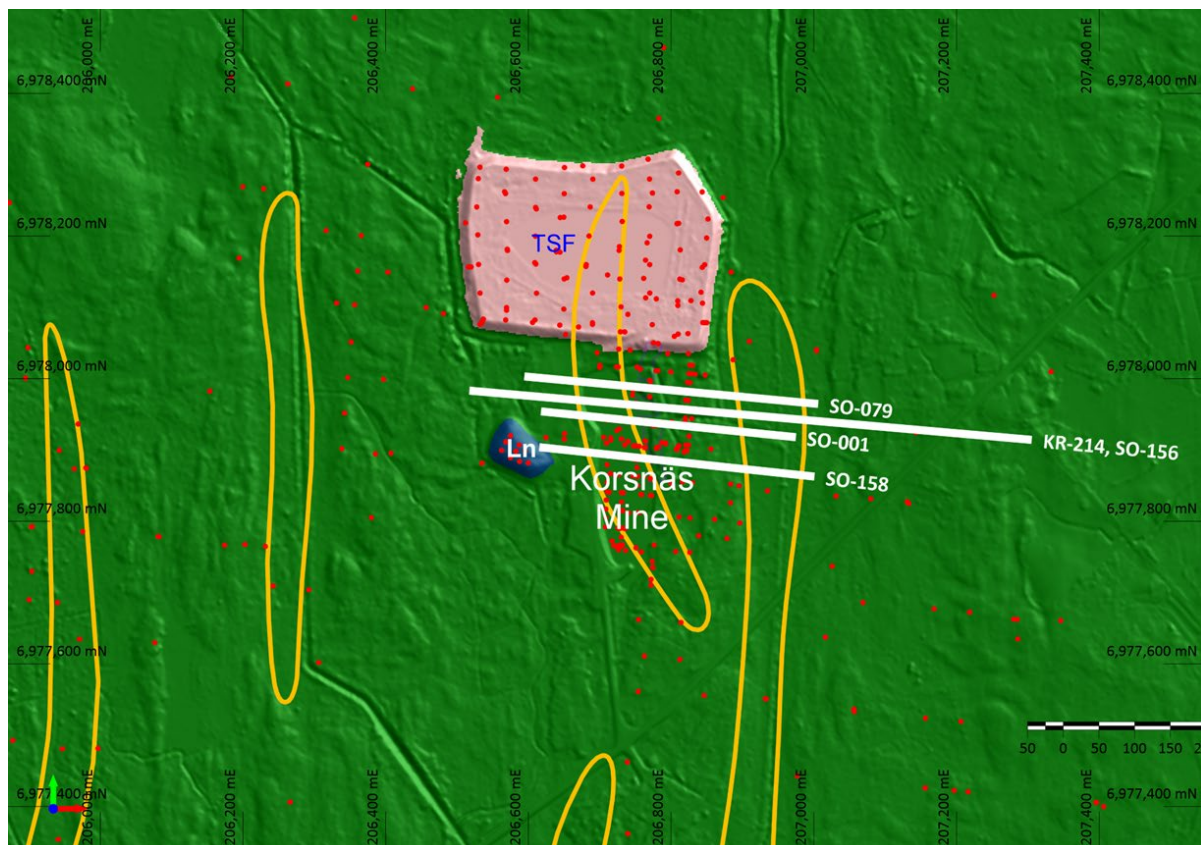 206,000 mE
206,200 mE
206,400 mE
206,600 mE
206,800 mE
207,000 mE
207,200 mE
207,400 mE
6,978,400 mN
6,978,400 mN
6,978,200 mN
6,978,200 mN
TSF
6,978,000 mN
6,978,000 mN
SO-079
SO-001
KR-214, SO-156
Ln
SO-158
Korsnäs
Mine
6,977,800 mN
6,977,800 mN
6,977,600 mN
6,977,600 mN
50 0 50 100 150
6,977,400 mN
6,977,400 mN
206,000 mE
206,200 mE
206,400 mE
206,600 mE
206,800 mE
207,000 mE
207,200 mE
207,400 mE